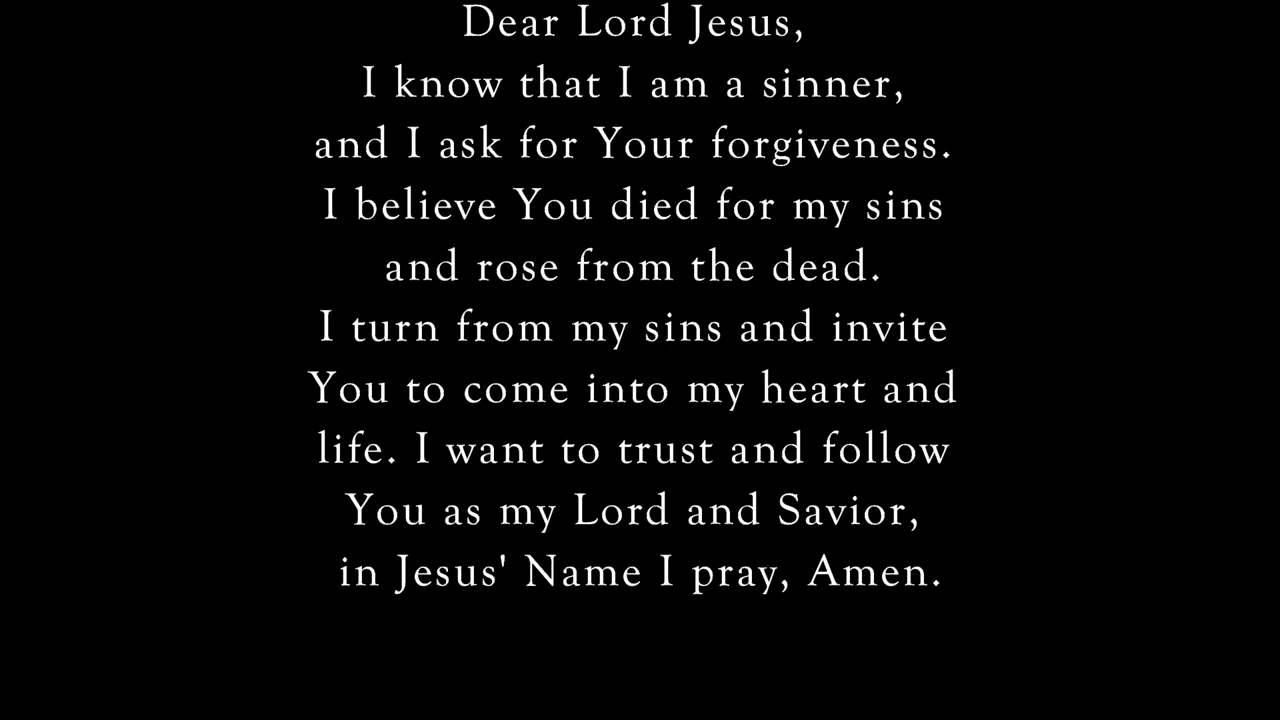 Dear Lord Jesus,
I know that I am a sinner,
and I ask for Your forgiveness.
I believe You died for my sins
and rose from the dead.
I turn from my sins and invite
You to come into my heart and
life. I want to trust and follow
You as my Lord and Savior,
in Jesus' Name I pray, Amen.